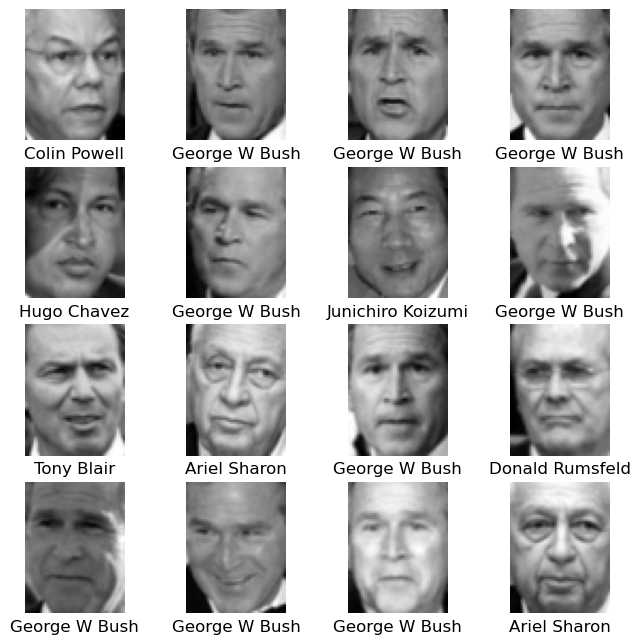 Colin Powell
George W Bush
George W Bush
George W Bush
Hugo Chavez
George W Bush
Junichiro Koizumi
George W Bush
Tony Blair
Ariel Sharon
George W Bush
Donald Rumsfeld
George W Bush
George W Bush
George W Bush
Ariel Sharon